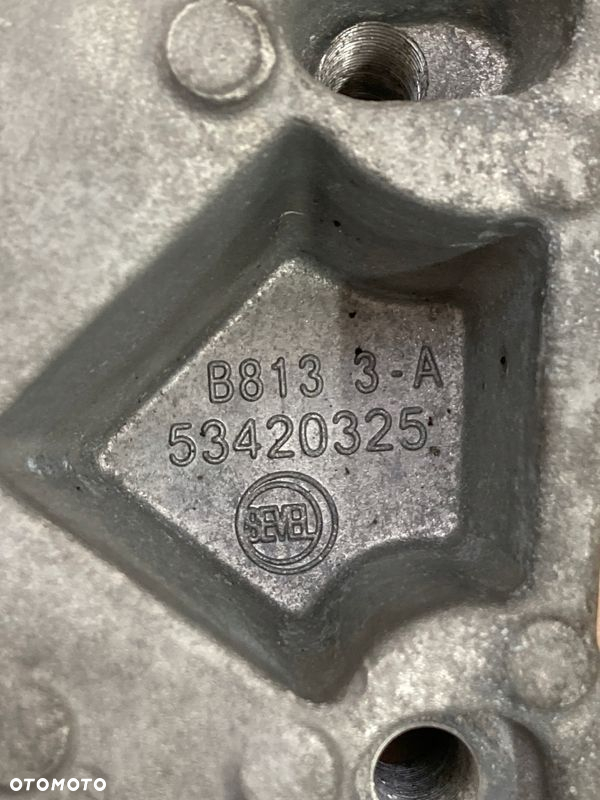 B813 3-A
53420325
SEVEL
OTOMOTO